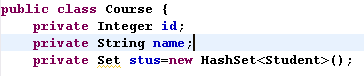 public class Course {
    private Integer id;
    private String name;
    private Set stus=new HashSet<Student>();